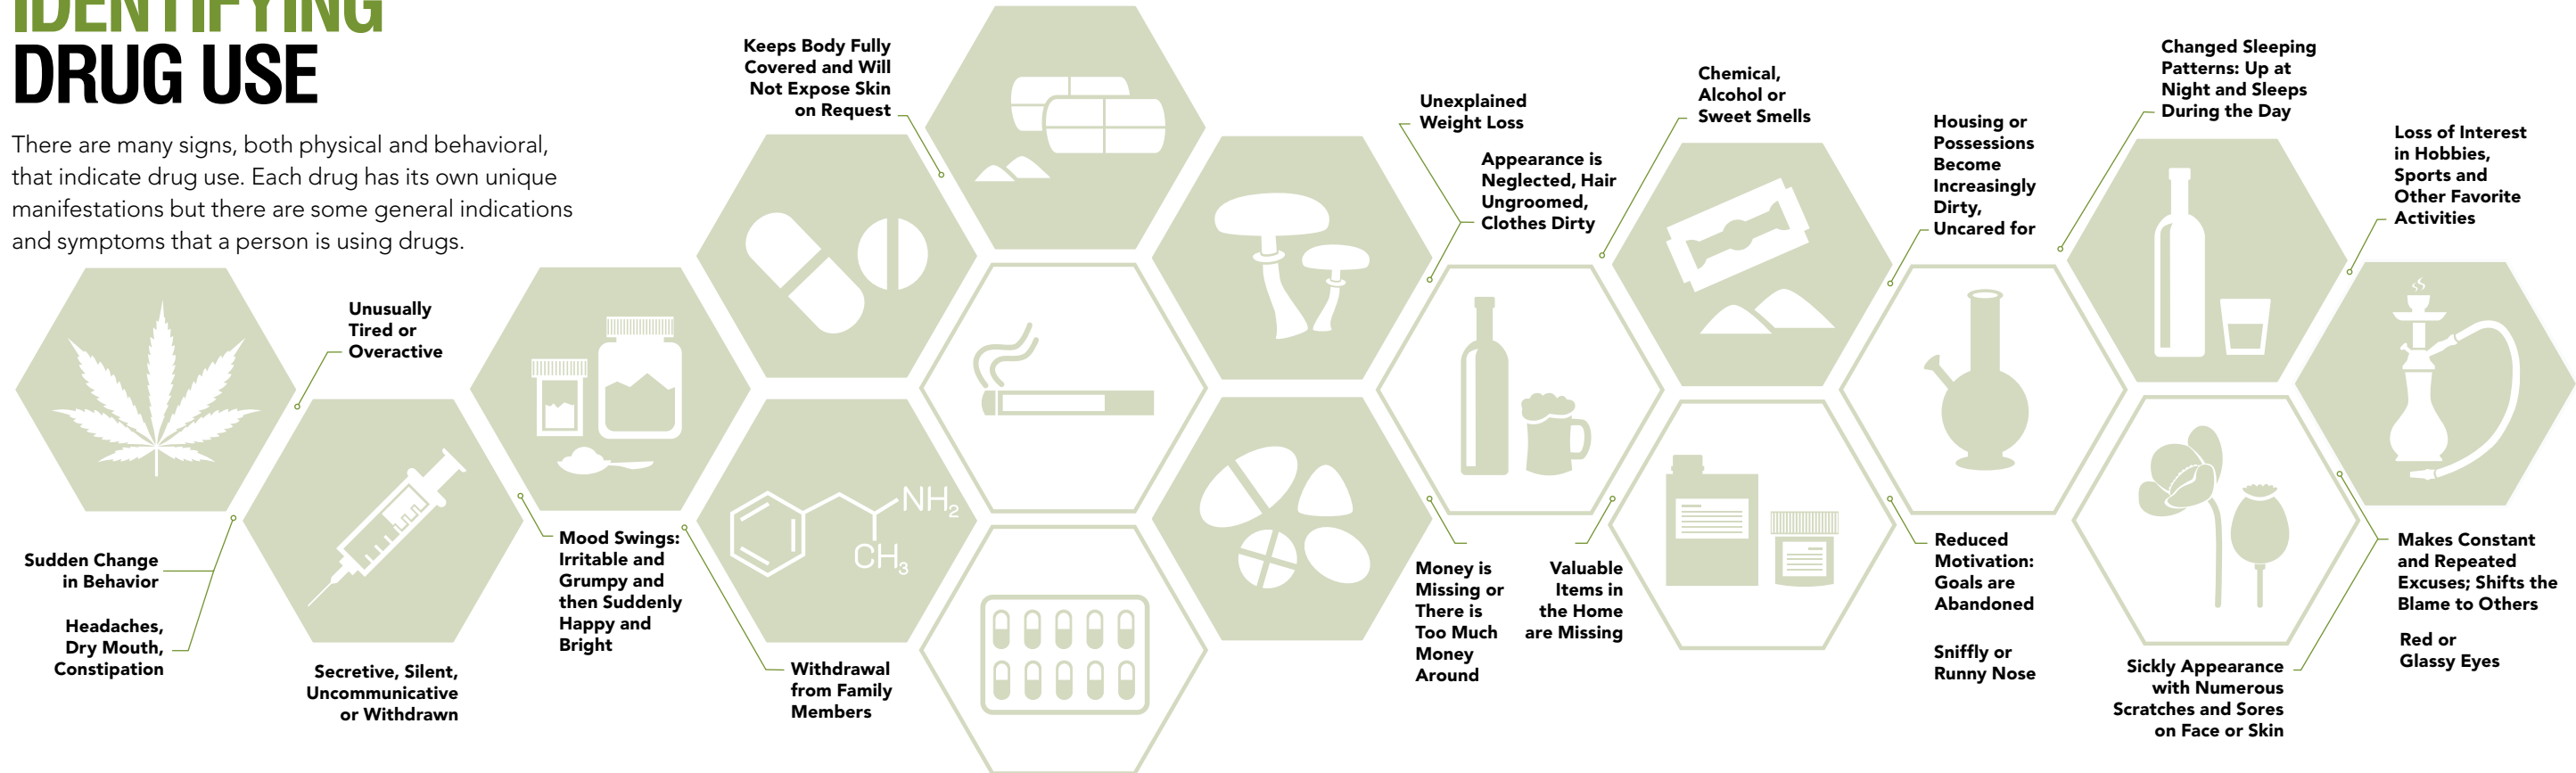 IDENTIFYING
DRUG USE
There are many signs, both physical and behavioral,
that indicate drug use. Each drug has its own unique
manifestations but there are some general indications
and symptoms that a person is using drugs.
Sudden Change
in Behavior
Headaches,
Dry Mouth,
Constipation
Unusually
Tired or
Overactive
Secretive, Silent,
Uncommunicative
or Withdrawn
Mood Swings:
Irritable and
Grumpy and
then Suddenly
Happy and
Bright
Keeps Body Fully
Covered and Will
Not Expose Skin
on Request
NH2
CH3
Withdrawal
from Family
Members
Unexplained
Weight Loss
Appearance is
Neglected, Hair
Ungroomed,
Clothes Dirty
Money is
Missing or
There is
Too Much
Money
Around
Valuable
Items in
the Home
are Missing
Chemical,
Alcohol or
Sweet Smells
Housing or
Possessions
Become
Increasingly
Dirty,
Uncared for
Reduced
Motivation:
Goals are
Abandoned
Sniffly or
Runny Nose
Changed Sleeping
Patterns: Up at
Night and Sleeps
During the Day
Sickly Appearance
with Numerous
Scratches and Sores
on Face or Skin
Loss of Interest
in Hobbies,
Sports and
Other Favorite
Activities
Makes Constant
and Repeated
Excuses; Shifts the
Blame to Others
Red or
Glassy Eyes